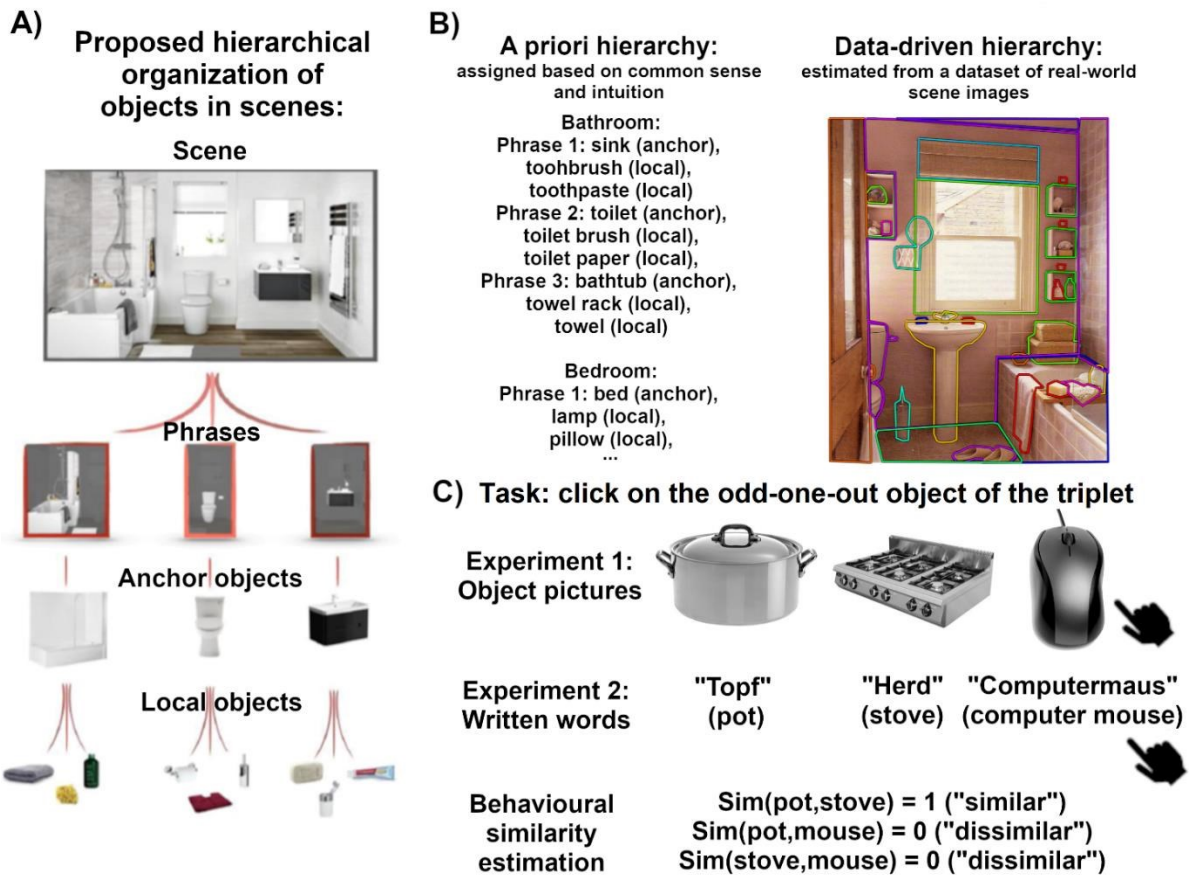 A)
Proposed hierarchical
organization of
objects in scenes:
Scene
Phrases
Anchor objects
Local objects
B)
A priori hierarchy:
assigned based on common sense
and intuition
Bathroom:
Phrase 1: sink (anchor),
toohbrush (local),
toothpaste (local)
Phrase 2: toilet (anchor),
toilet brush (local),
toilet paper (local),
Phrase 3: bathtub (anchor),
towel rack (local),
towel (local)
Bedroom:
Phrase 1: bed (anchor),
lamp (local),
pillow (local),
...
Data-driven hierarchy:
estimated from a dataset of real-world
scene images
C) Task: click on the odd-one-out object of the triplet
Experiment 1:
Object pictures
Experiment 2:
Written words
"Topf"
(pot)
"Herd"
(stove)
"Computermaus"
(computer mouse)
Behavioural
similarity
estimation
Sim(pot,stove) = 1 ("similar")
Sim(pot,mouse) = 0 ("dissimilar")
Sim(stove,mouse) = 0 ("dissimilar")